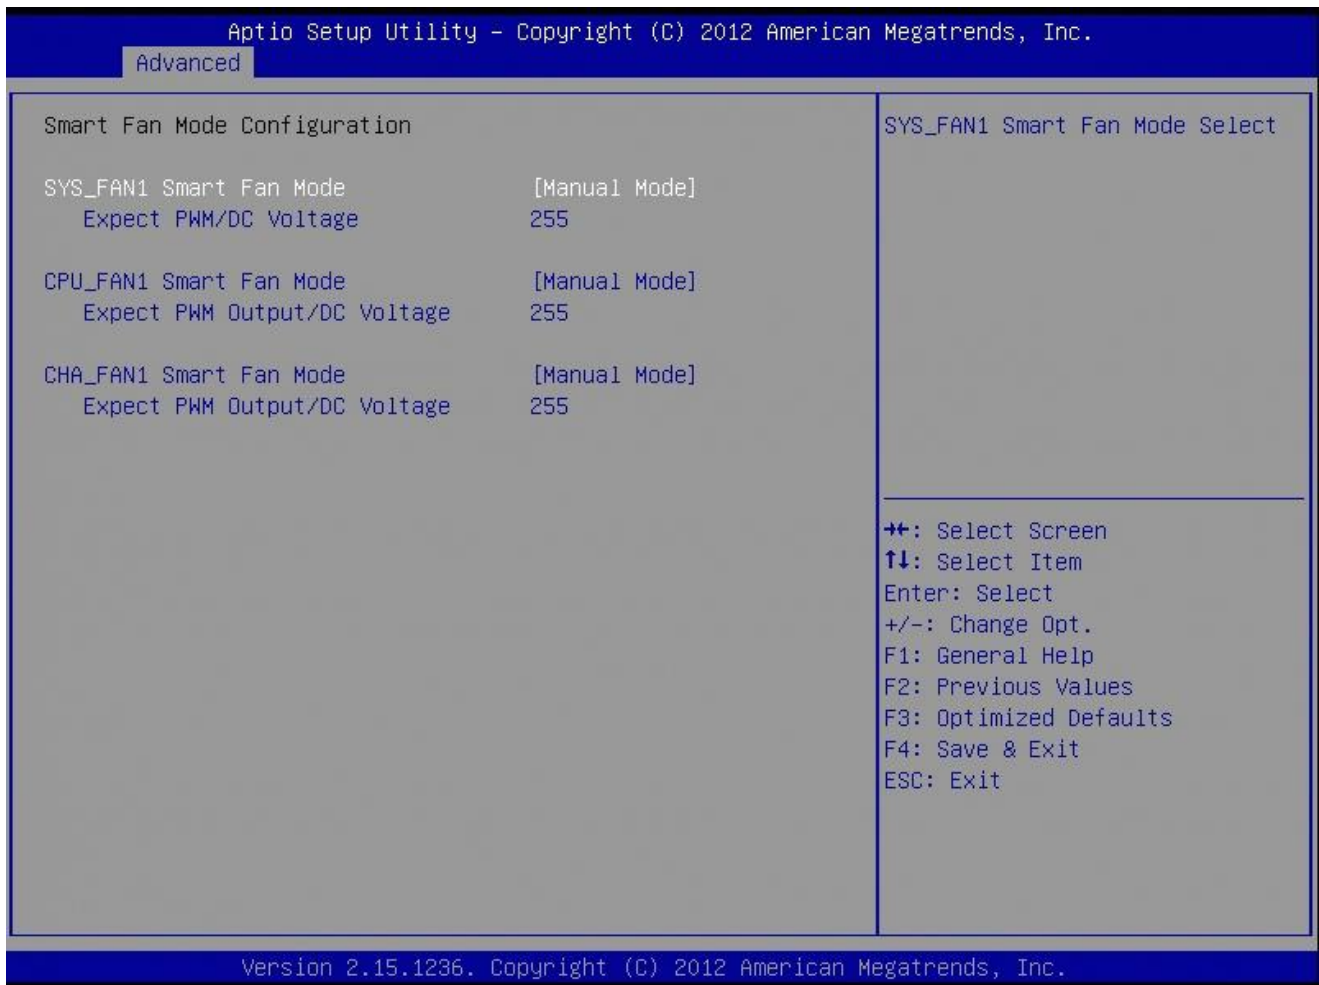 Aptio Setup Utility – Copyright (C) 2012 American Megatrends, Inc.
Advanced
Smart Fan Mode Configuration
SYS_FAN1 Smart Fan Mode [Manual Mode]
Expect PWM/DC Voltage 255
CPU_FAN1 Smart Fan Mode [Manual Mode]
Expect PWM Output/DC Voltage 255
CHA_FAN1 Smart Fan Mode [Manual Mode]
Expect PWM Output/DC Voltage 255
SYS_FAN1 Smart Fan Mode Select
→←: Select Screen
↑↓: Select Item
Enter: Select
+/-: Change Opt.
F1: General Help
F2: Previous Values
F3: Optimized Defaults
F4: Save & Exit
ESC: Exit
Version 2.15.1236. Copyright (C) 2012 American Megatrends, Inc.